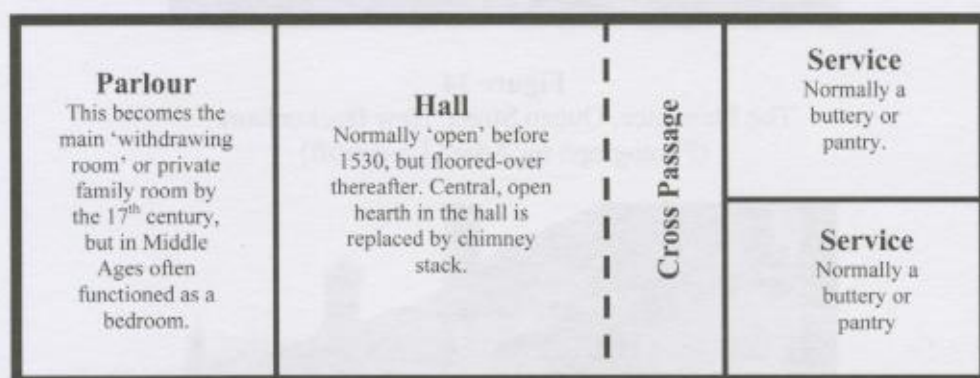 Parlour
This becomes the
main ‘withdrawing
room’ or private
family room by
the 17th century,
but in Middle
Ages often
functioned as a
bedroom.
Hall
Normally ‘open’ before
1530, but floored-over
thereafter. Central, open
hearth in the hall is
replaced by chimney
stack.
Cross Passage
Service
Normally a
buttery or
pantry.
Service
Normally a
buttery or
pantry